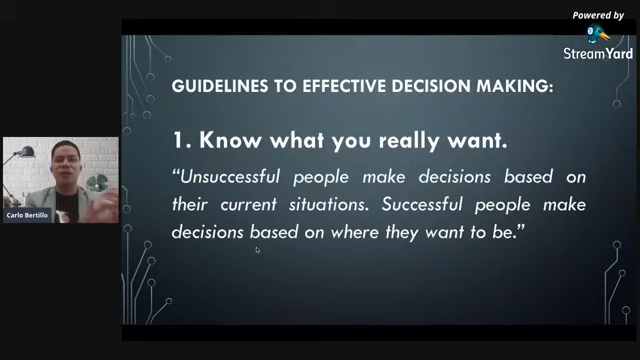 Powered by
StreamYard
GUIDELINES TO EFFECTIVE DECISION MAKING:
1. Know what you really want.
“Unsuccessful people make decisions based on
their current situations. Successful people make
decisions based on where they want to be.”
Carlo Bertillo